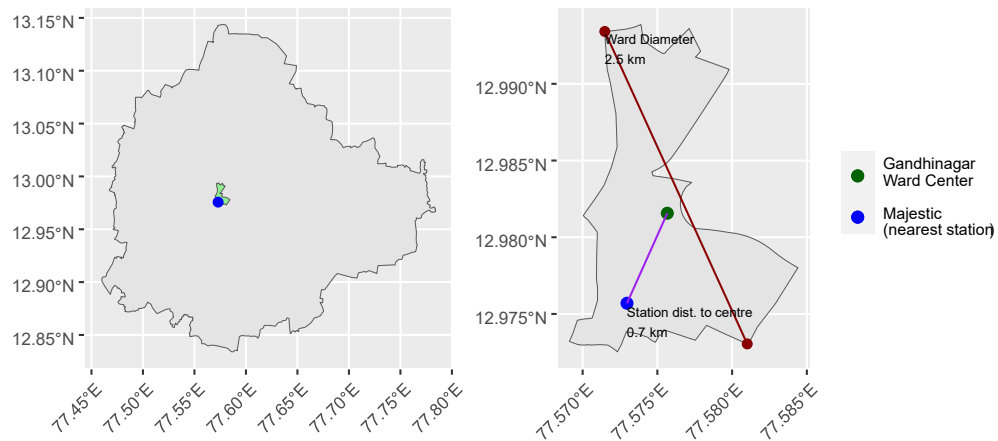 13.15°N
13.10°N
13.05°N
13.00°N
12.95°N
12.90°N
12.85°N
77.45°E
77.50°E
77.55°E
77.60°E
77.65°E
77.70°E
77.75°E
77.80°E
12.990°N
12.985°N
12.980°N
12.975°N
77.570°E
77.575°E
77.580°E
77.585°E
Ward Diameter
2.5 km
Station dist. to centre
0.7 km
Gandhinagar
Ward Center
Majestic
(nearest station)